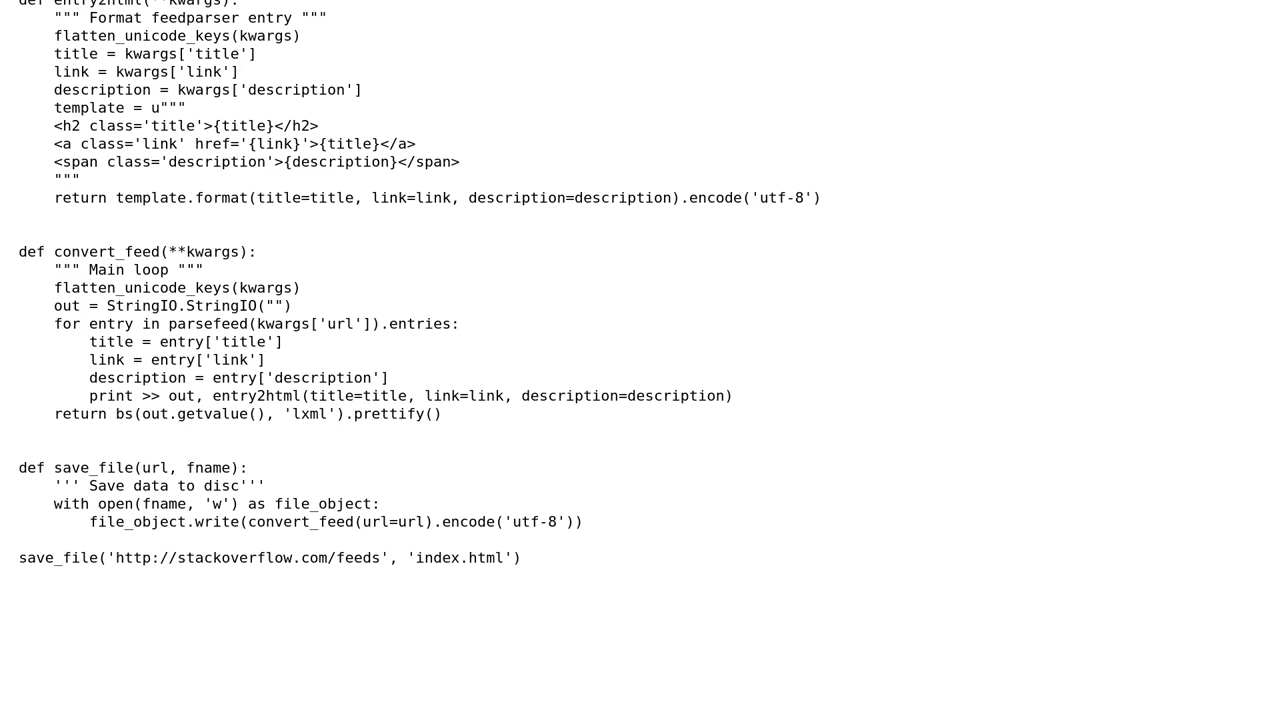 def entry2html(**kwargs):
    """ Format feedparser entry """
    flatten_unicode_keys(kwargs)
    title = kwargs['title']
    link = kwargs['link']
    description = kwargs['description']
    template = u"""
    <h2 class='title'>{title}</h2>
    <a class='link' href='{link}'>{title}</a>
    <span class='description'>{description}</span>
    """
    return template.format(title=title, link=link, description=description).encode('utf-8')


def convert_feed(**kwargs):
    """ Main loop """
    flatten_unicode_keys(kwargs)
    out = StringIO.StringIO("")
    for entry in parsefeed(kwargs['url']).entries:
        title = entry['title']
        link = entry['link']
        description = entry['description']
        print >> out, entry2html(title=title, link=link, description=description)
    return bs(out.getvalue(), 'lxml').prettify()


def save_file(url, fname):
    ''' Save data to disc'''
    with open(fname, 'w') as file_object:
        file_object.write(convert_feed(url=url).encode('utf-8'))

save_file('http://stackoverflow.com/feeds', 'index.html')